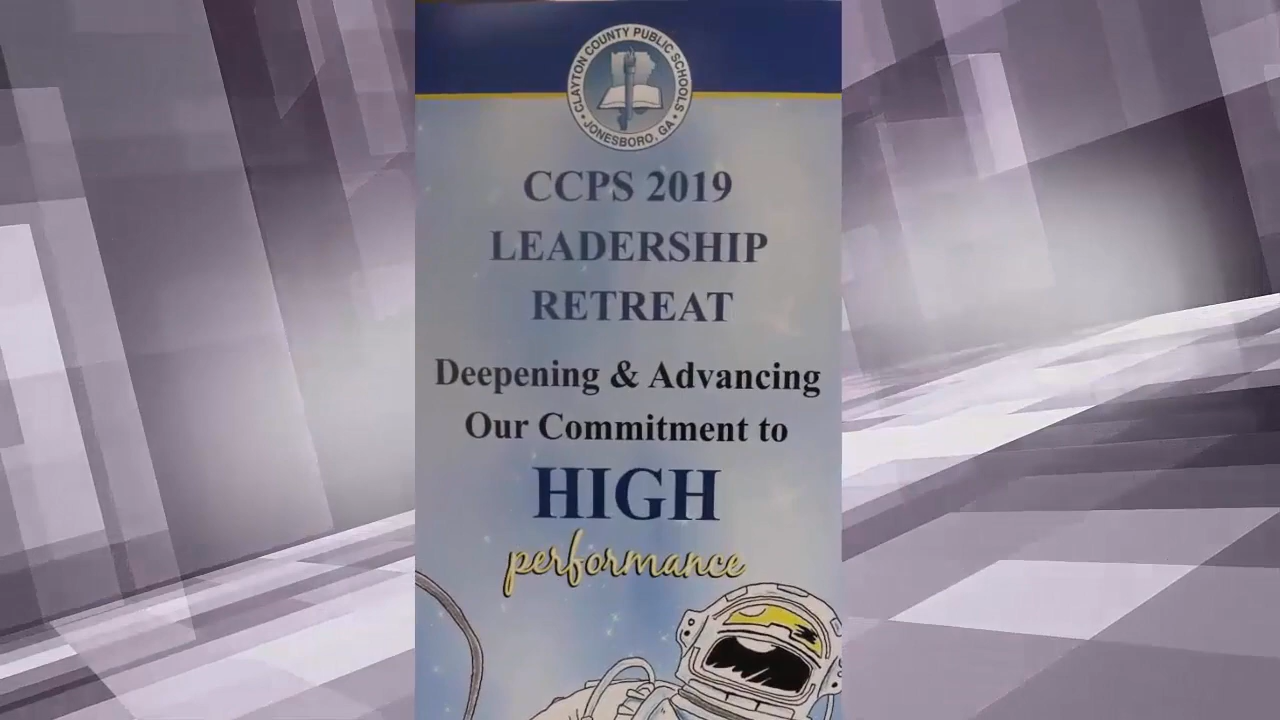 CLAYTON COUNTY PUBLIC SCHOOLS
• JONESBORO, GA •
CCPS 2019
LEADERSHIP
RETREAT
Deepening & Advancing
Our Commitment to
HIGH
performance